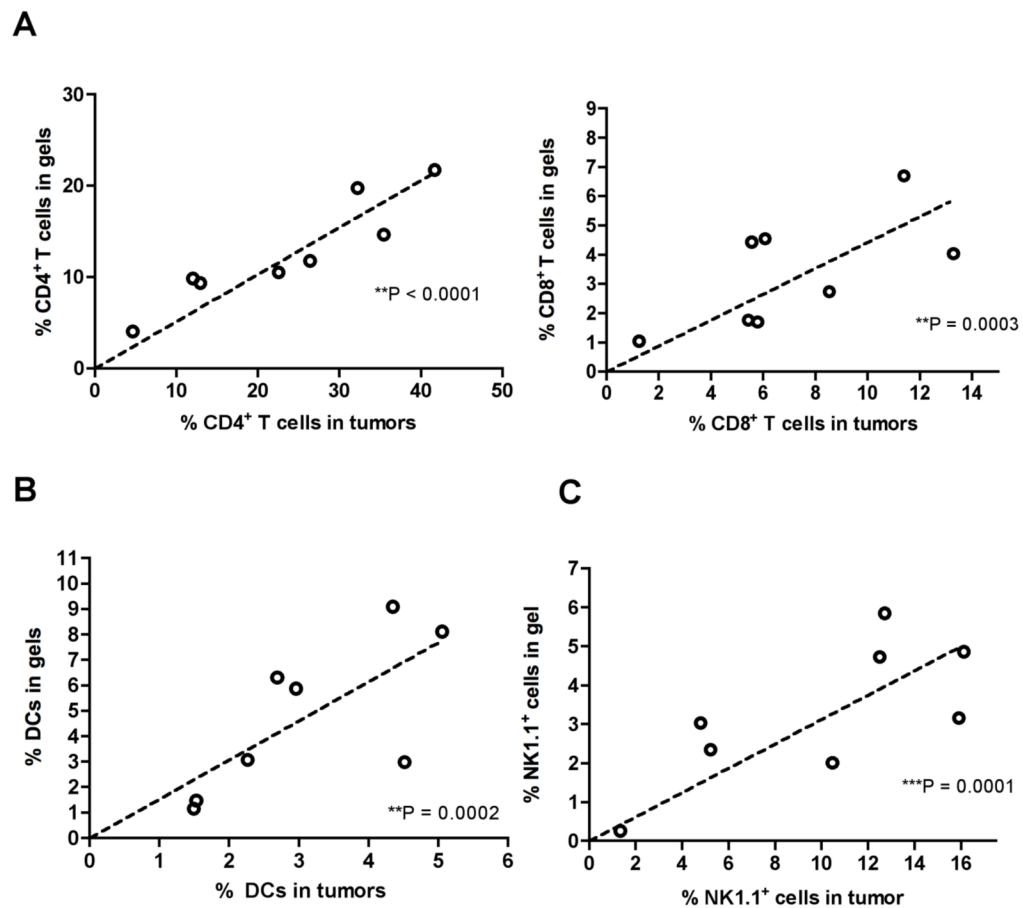 A
30
20
10
0
% CD4+ T cells in gels
0 10 20 30 40 50
% CD4+ T cells in tumors
**P < 0.0001
9
8
7
6
5
4
3
2
1
0
% CD8+ T cells in gels
0 2 4 6 8 10 12 14
% CD8+ T cells in tumors
**P = 0.0003
B
11
10
9
8
7
6
5
4
3
2
1
0
% DCs in gels
0 1 2 3 4 5 6
% DCs in tumors
**P = 0.0002
C
7
6
5
4
3
2
1
0
% NK1.1+ cells in gel
0 2 4 6 8 10 12 14 16
% NK1.1+ cells in tumor
***P = 0.0001